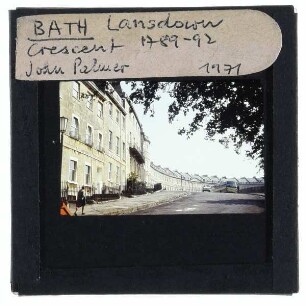 BATH Lansdown
Crescent 1789-92
John Palmer 1971